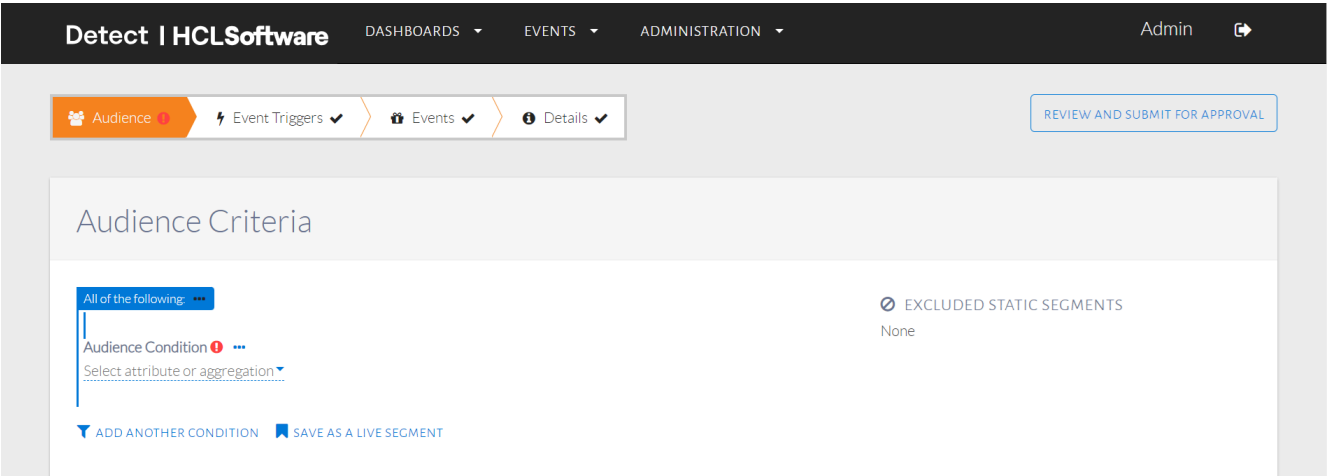 Detect | HCLSoftware DASHBOARDS EVENTS ADMINISTRATION Admin
Audience Event Triggers Events Details REVIEW AND SUBMIT FOR APPROVAL
Audience Criteria
All of the following: •••
EXCLUDED STATIC SEGMENTS
None
Audience Condition •••
Select attribute or aggregation
ADD ANOTHER CONDITION SAVE AS A LIVE SEGMENT